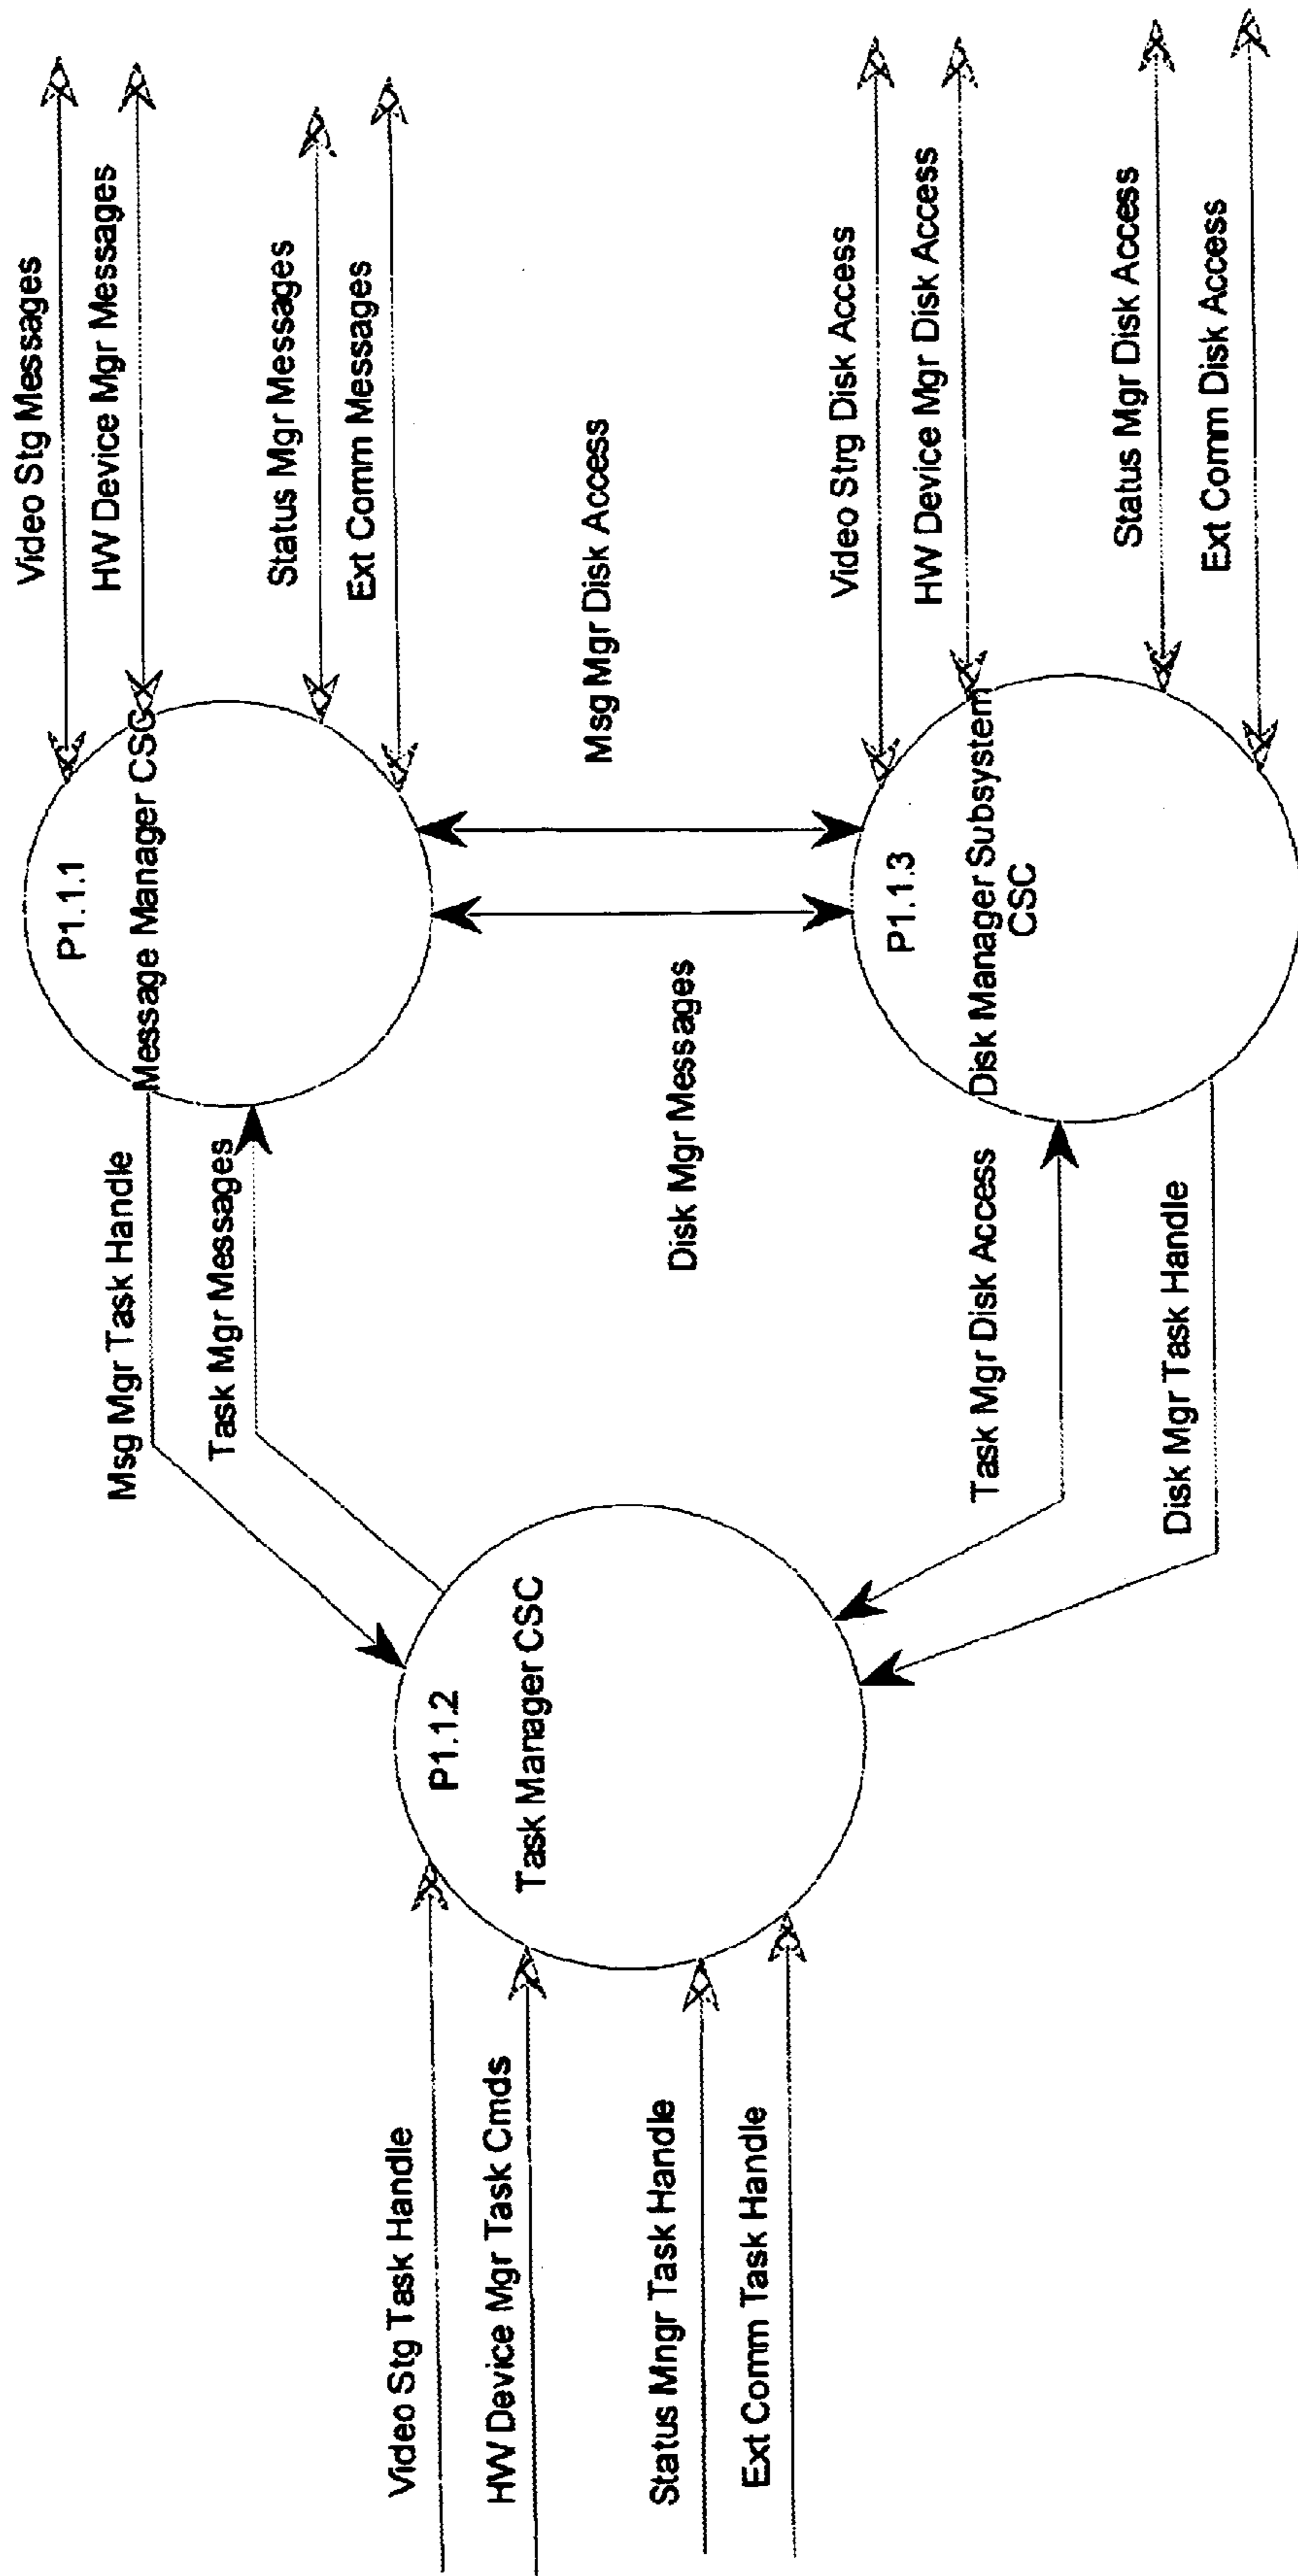 Video Stg Messages
HW Device Mgr Messages
Status Mgr Messages
Ext Comm Messages
P1.1.1
Message Manager CSC
Msg Mgr Task Handle
Task Mgr Messages
Msg Mgr Disk Access
Disk Mgr Messages
Video Stg Task Handle
HW Device Mgr Task Cmds
Status Mngr Task Handle
Ext Comm Task Handle
P1.1.2
Task Manager CSC
Task Mgr Disk Access
Disk Mgr Task Handle
P1.1.3
Disk Manager Subsystem
CSC
Video Strg Disk Access
HW Device Mgr Disk Access
Status Mgr Disk Access
Ext Comm Disk Access